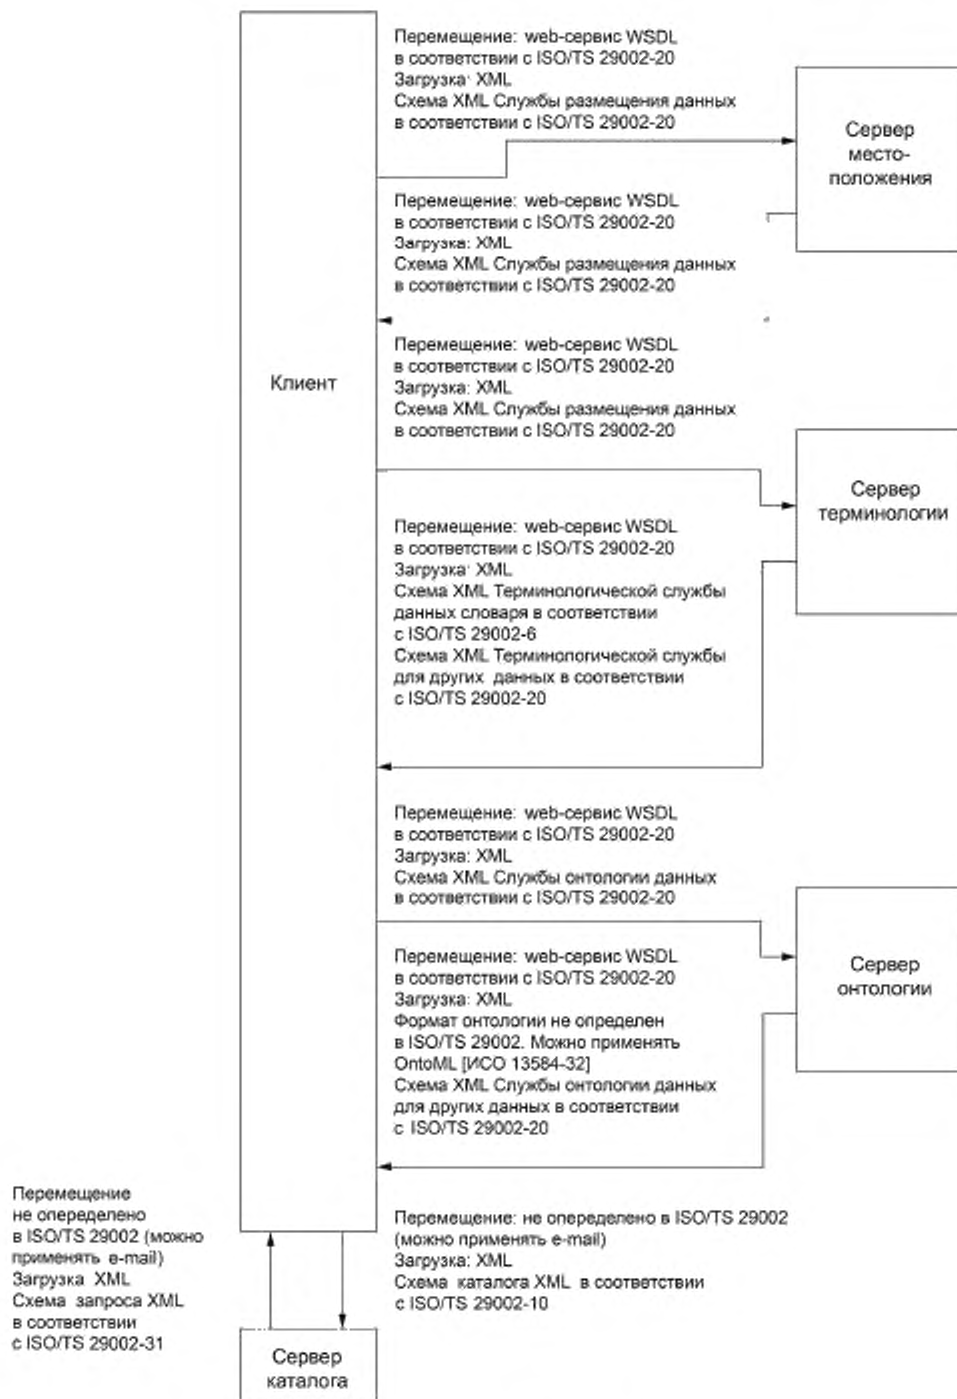 Перемещение: web-сервис WSDL
в соответствии с ISO/TS 29002-20
Загрузка: XML
Схема XML Службы размещения данных
в соответствии с ISO/TS 29002-20
Сервер
место-
положения
Перемещение: web-сервис WSDL
в соответствии с ISO/TS 29002-20
Загрузка: XML
Схема XML Службы размещения данных
в соответствии с ISO/TS 29002-20
Клиент
Перемещение: web-сервис WSDL
в соответствии с ISO/TS 29002-20
Загрузка: XML
Схема XML Службы размещения данных
в соответствии с ISO/TS 29002-20
Сервер
терминологии
Перемещение: web-сервис WSDL
в соответствии с ISO/TS 29002-20
Загрузка: XML
Схема XML Терминологической службы
данных словаря в соответствии
с ISO/TS 29002-6
Схема XML Терминологической службы
для других данных в соответствии
с ISO/TS 29002-20
Перемещение: web-сервис WSDL
в соответствии с ISO/TS 29002-20
Загрузка: XML
Схема XML Службы онтологии данных
в соответствии с ISO/TS 29002-20
Сервер
онтологии
Перемещение: web-сервис WSDL
в соответствии с ISO/TS 29002-20
Загрузка: XML
Формат онтологии не определен
в ISO/TS 29002. Можно применять
OntoML [ИСО 13584-32]
Схема XML Службы онтологии данных
для других данных в соответствии
с ISO/TS 29002-20
Перемещение
не опеределено
в ISO/TS 29002 (можно
применять e-mail)
Загрузка XML
Схема запроса XML
в соответствии
с ISO/TS 29002-31
Перемещение: не опеределено в ISO/TS 29002
(можно применять e-mail)
Загрузка: XML
Схема каталога XML в соответствии
с ISO/TS 29002-10
Сервер
каталога